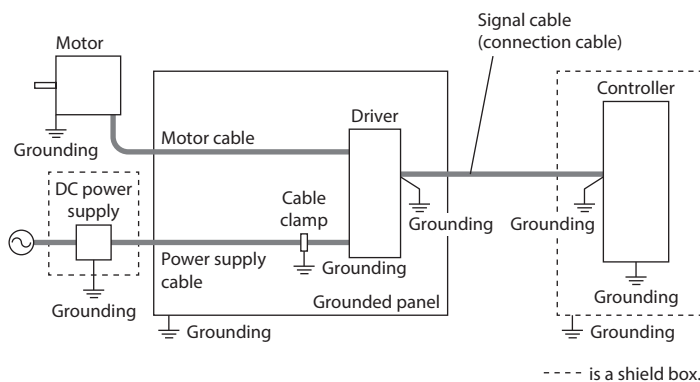 Signal cable
(connection cable)
Motor
Controller
Driver
Motor cable
Grounding
DC power
supply
Cable
clamp
Grounding
Grounding
Power supply
cable
Grounding
Grounding
Grounded panel
Grounding
Grounding
Grounding
is a shield box.